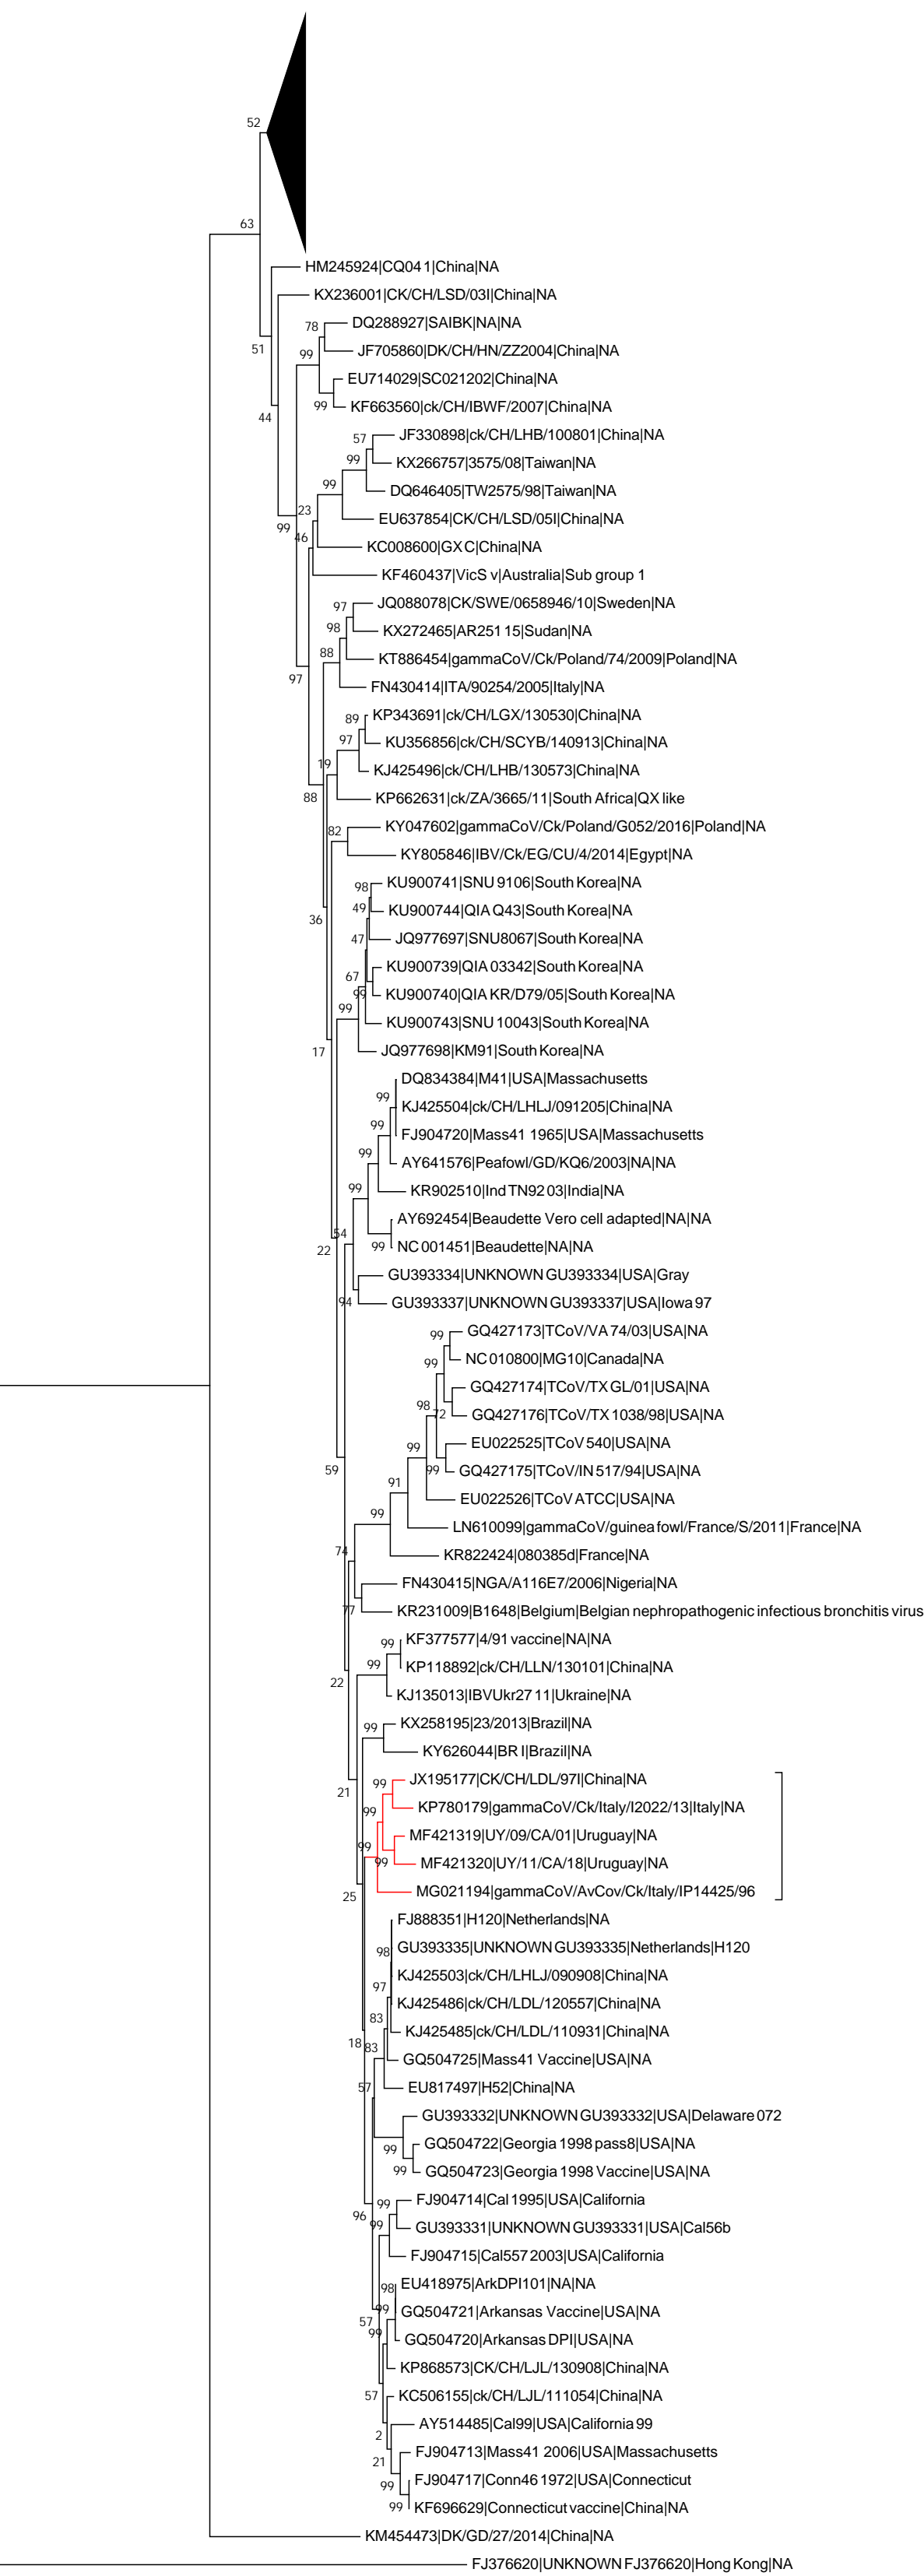 52
63
HM245924|CQ04 1|China|NA
KX236001|CK/CH/LSD/03I|China|NA
78
DQ288927|SAIBK|NA|NA
51
99
JF705860|DK/CH/HN/ZZ2004|China|NA
EU714029|SC021202|China|NA
99
KF663560|ck/CH/IBWF/2007|China|NA
44
57
JF330898|ck/CH/LHB/100801|China|NA
99
KX266757|3575/08|Taiwan|NA
99
DQ646405|TW2575/98|Taiwan|NA
23
EU637854|CK/CH/LSD/05I|China|NA
99
46
KC008600|GX C|China|NA
KF460437|VicS v|Australia|Sub group 1
97
JQ088078|CK/SWE/0658946/10|Sweden|NA
98
KX272465|AR251 15|Sudan|NA
88
KT886454|gammaCoV/Ck/Poland/74/2009|Poland|NA
97
FN430414|ITA/90254/2005|Italy|NA
89
KP343691|ck/CH/LGX/130530|China|NA
97
KU356856|ck/CH/SCYB/140913|China|NA
19
KJ425496|ck/CH/LHB/130573|China|NA
88
KP662631|ck/ZA/3665/11|South Africa|QX like
82
KY047602|gammaCoV/Ck/Poland/G052/2016|Poland|NA
KY805846|IBV/Ck/EG/CU/4/2014|Egypt|NA
98
KU900741|SNU 9106|South Korea|NA
49
KU900744|QIA Q43|South Korea|NA
36
47
JQ977697|SNU8067|South Korea|NA
67
KU900739|QIA 03342|South Korea|NA
99
KU900740|QIA KR/D79/05|South Korea|NA
99
KU900743|SNU 10043|South Korea|NA
17
JQ977698|KM91|South Korea|NA
DQ834384|M41|USA|Massachusetts
99
KJ425504|ck/CH/LHLJ/091205|China|NA
99
FJ904720|Mass41 1965|USA|Massachusetts
99
AY641576|Peafowl/GD/KQ6/2003|NA|NA
99
KR902510|Ind TN92 03|India|NA
AY692454|Beaudette Vero cell adapted|NA|NA
54
22
99
NC 001451|Beaudette|NA|NA
GU393334|UNKNOWN GU393334|USA|Gray
94
GU393337|UNKNOWN GU393337|USA|Iowa 97
99
GQ427173|TCoV/VA 74/03|USA|NA
99
NC 010800|MG10|Canada|NA
GQ427174|TCoV/TX GL/01|USA|NA
98
72
GQ427176|TCoV/TX 1038/98|USA|NA
99
EU022525|TCoV 540|USA|NA
59
99
GQ427175|TCoV/IN 517/94|USA|NA
91
EU022526|TCoV ATCC|USA|NA
99
LN610099|gammaCoV/guinea fowl/France/S/2011|France|NA
74
KR822424|080385d|France|NA
FN430415|NGA/A116E7/2006|Nigeria|NA
77
KR231009|B1648|Belgium|Belgian nephropathogenic infectious bronchitis virus
99
KF377577|4/91 vaccine|NA|NA
99
KP118892|ck/CH/LLN/130101|China|NA
22
KJ135013|IBVUkr27 11|Ukraine|NA
99
KX258195|23/2013|Brazil|NA
KY626044|BR I|Brazil|NA
99
JX195177|CK/CH/LDL/97I|China|NA
21
99
KP780179|gammaCoV/Ck/Italy/I2022/13|Italy|NA
99
MF421319|UY/09/CA/01|Uruguay|NA
99
MF421320|UY/11/CA/18|Uruguay|NA
25
MG021194|gammaCoV/AvCov/Ck/Italy/IP14425/96
FJ888351|H120|Netherlands|NA
98
GU393335|UNKNOWN GU393335|Netherlands|H120
97
KJ425503|ck/CH/LHLJ/090908|China|NA
KJ425486|ck/CH/LDL/120557|China|NA
83
KJ425485|ck/CH/LDL/110931|China|NA
18
83
GQ504725|Mass41 Vaccine|USA|NA
57
EU817497|H52|China|NA
GU393332|UNKNOWN GU393332|USA|Delaware 072
99
GQ504722|Georgia 1998 pass8|USA|NA
99
GQ504723|Georgia 1998 Vaccine|USA|NA
96
99
FJ904714|Cal 1995|USA|California
99
GU393331|UNKNOWN GU393331|USA|Cal56b
FJ904715|Cal557 2003|USA|California
98
EU418975|ArkDPI101|NA|NA
57
99
GQ504721|Arkansas Vaccine|USA|NA
99
GQ504720|Arkansas DPI|USA|NA
KP868573|CK/CH/LJL/130908|China|NA
57
KC506155|ck/CH/LJL/111054|China|NA
2
AY514485|Cal99|USA|California 99
21
FJ904713|Mass41 2006|USA|Massachusetts
99
FJ904717|Conn46 1972|USA|Connecticut
99
KF696629|Connecticut vaccine|China|NA
KM454473|DK/GD/27/2014|China|NA
FJ376620|UNKNOWN FJ376620|Hong Kong|NA